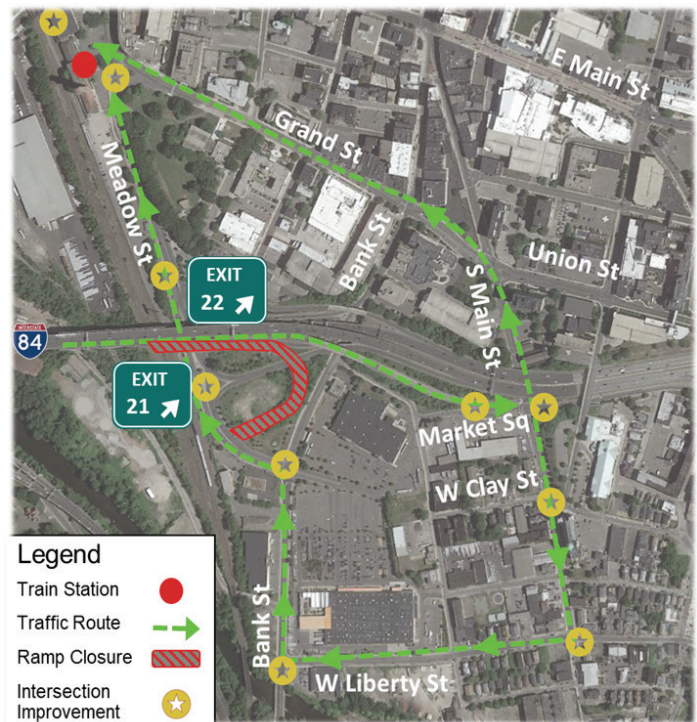 E Main St
Grand St
Meadow St
Bank St
Union St
S Main St
EXIT
22
INTERSTATE
84
EXIT
21
Market Sq
W Clay St
Bank St
W Liberty St
Legend
Train Station
Traffic Route
Ramp Closure
Intersection
Improvement